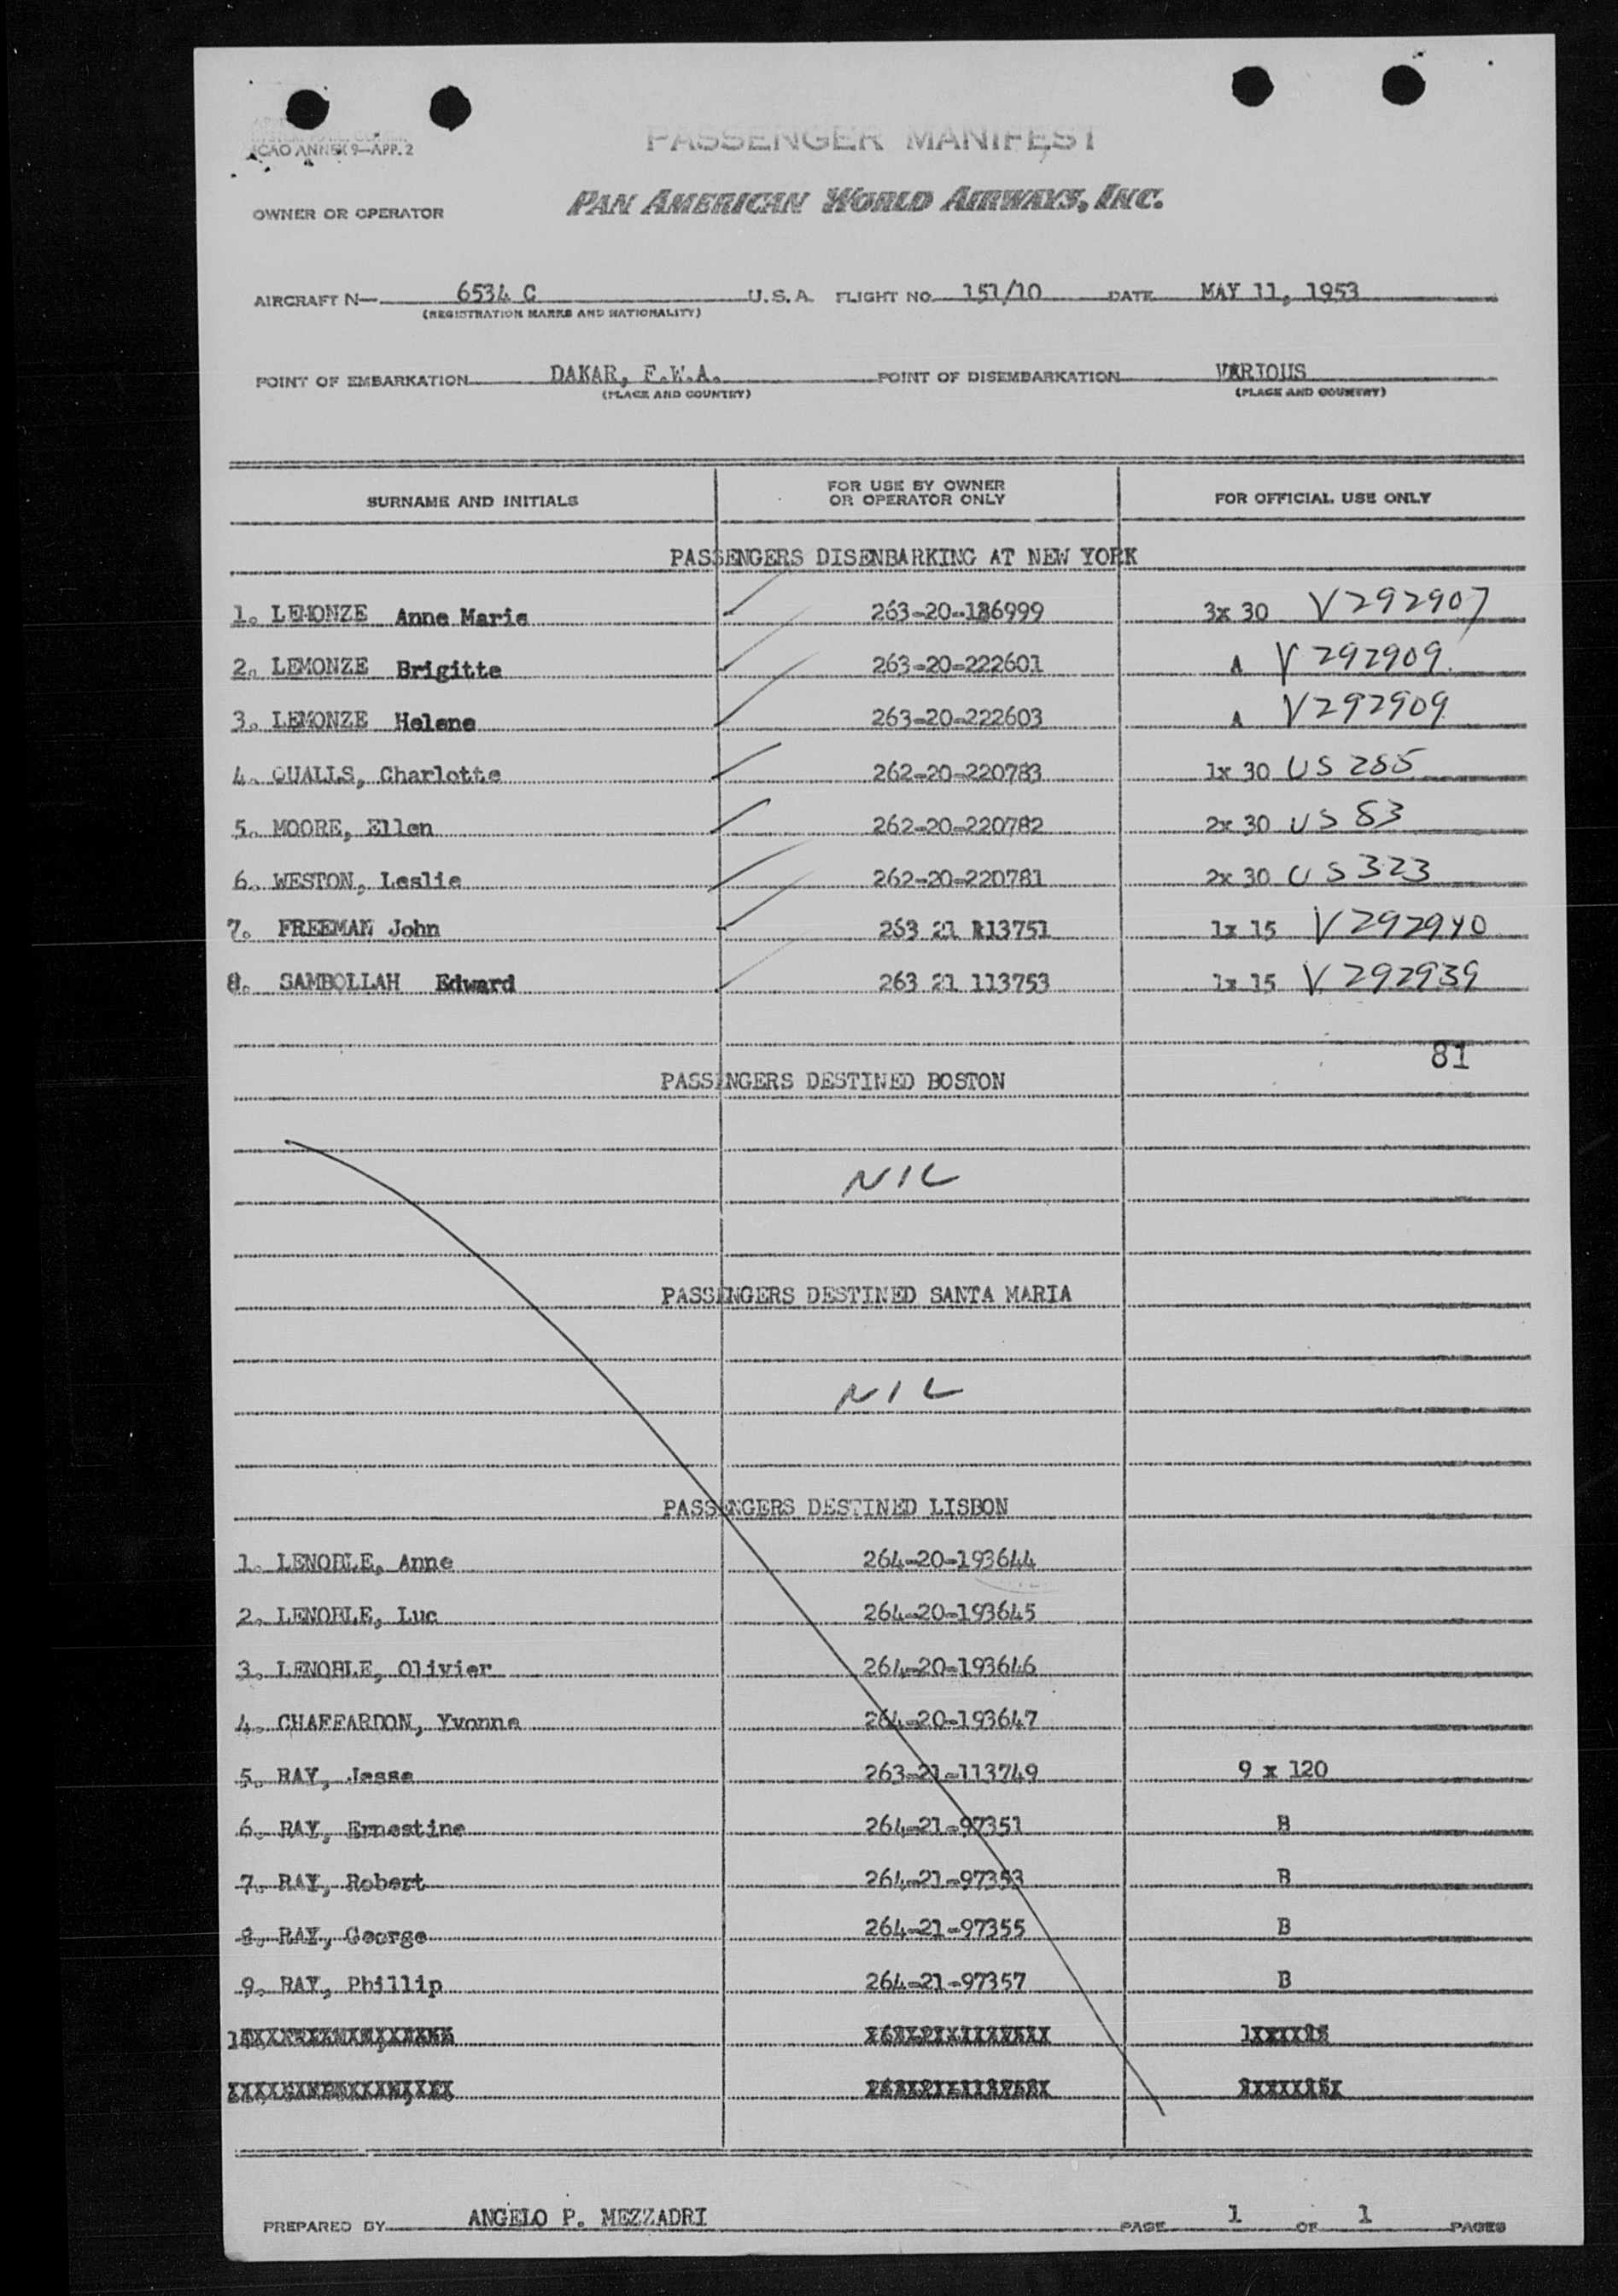 ICAO ANNEX 9—APP. 2
PASSENGER MANIFEST
OWNER OR OPERATOR PAN AMERICAN WORLD AIRWAYS, INC.
AIRCRAFT N— 6534 C U.S.A. FLIGHT NO. 151/10 DATE MAY 11, 1953
(REGISTRATION MARKS AND NATIONALITY)
POINT OF EMBARKATION DAKAR, F.W.A. POINT OF DISEMBARKATION VARIOUS
(PLACE AND COUNTRY) (PLACE AND COUNTRY)
SURNAME AND INITIALS FOR USE BY OWNER OR OPERATOR ONLY FOR OFFICIAL USE ONLY
PASSENGERS DISENBARKING AT NEW YORK
1. LEMONZE Anne Marie 263-20-186999 3x 30 V292907
2. LEMONZE Brigitte 263-20-222601 A V292909
3. LEMONZE Helene 263-20-222603 A V292909
4. QUALLS, Charlotte 262-20-220783 1x 30 US 285
5. MOORE, Ellen 262-20-220782 2x 30 US 83
6. WESTON, Leslie 262-20-220781 2x 30 US 323
7. FREEMAN John 263 21 113751 1x 15 V292940
8. SAMBOLLAH Edward 263 21 113753 1x 15 V292939
81
PASSENGERS DESTINED BOSTON
NIL
PASSENGERS DESTINED SANTA MARIA
NIL
PASSENGERS DESTINED LISBON
1. LENOBLE, Anne 264-20-193644
2. LENOBLE, Luc 264-20-193645
3. LENOBLE, Olivier 264-20-193646
4. CHAFFARDON, Yvonne 264-20-193647
5. RAY, Jesse 263-21-113749 9 x 120
6. RAY, Ernestine 264-21-97351 B
7. RAY, Robert 264-21-97353 B
8. RAY, George 264-21-97355 B
9. RAY, Phillip 264-21-97357 B
PREPARED BY ANGELO P. MEZZADRI PAGE 1 OF 1 PAGES